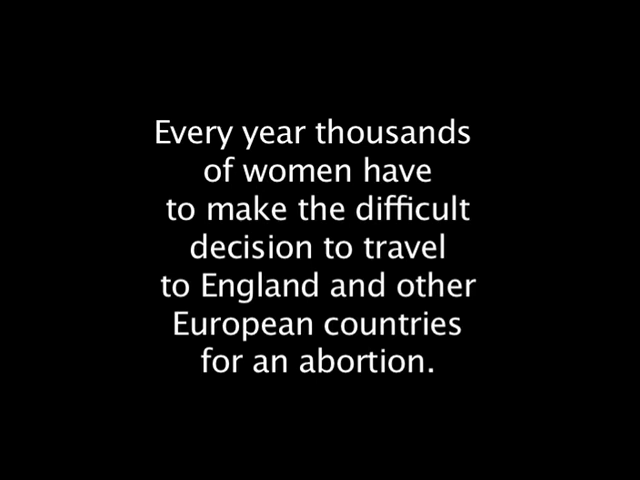 Every year thousands
of women have
to make the difficult
decision to travel
to England and other
European countries
for an abortion.